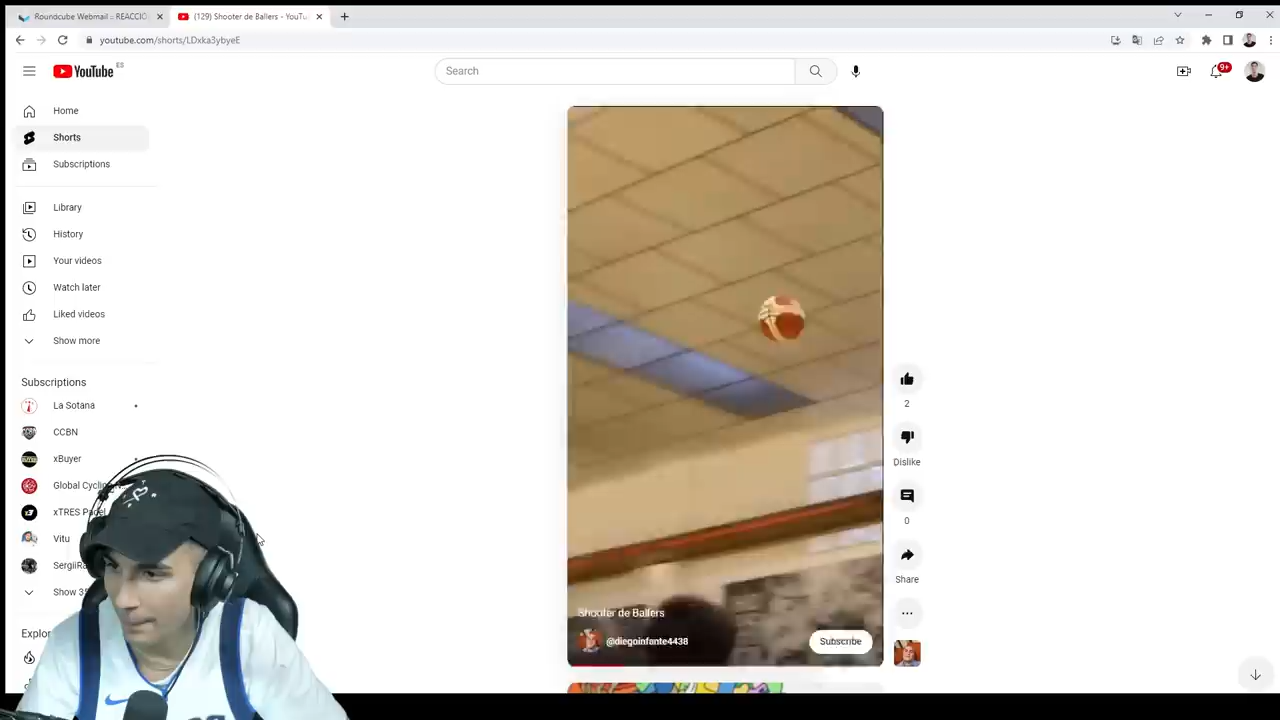 Roundcube Webmail :: REACCIÓ
(129) Shooter de Ballers - YouTu
youtube.com/shorts/LDxka3ybyeE
YouTube ES
Search
9+
Home
Shorts
Subscriptions
Library
History
Your videos
Watch later
Liked videos
Show more
Subscriptions
La Sotana
CCBN
xBuyer
Global Cycling
xTRES Padel
Vitu
Show 3
Explor
2
Dislike
0
Share
Shooter de Ballers
@diegoinfante4438
Subscribe